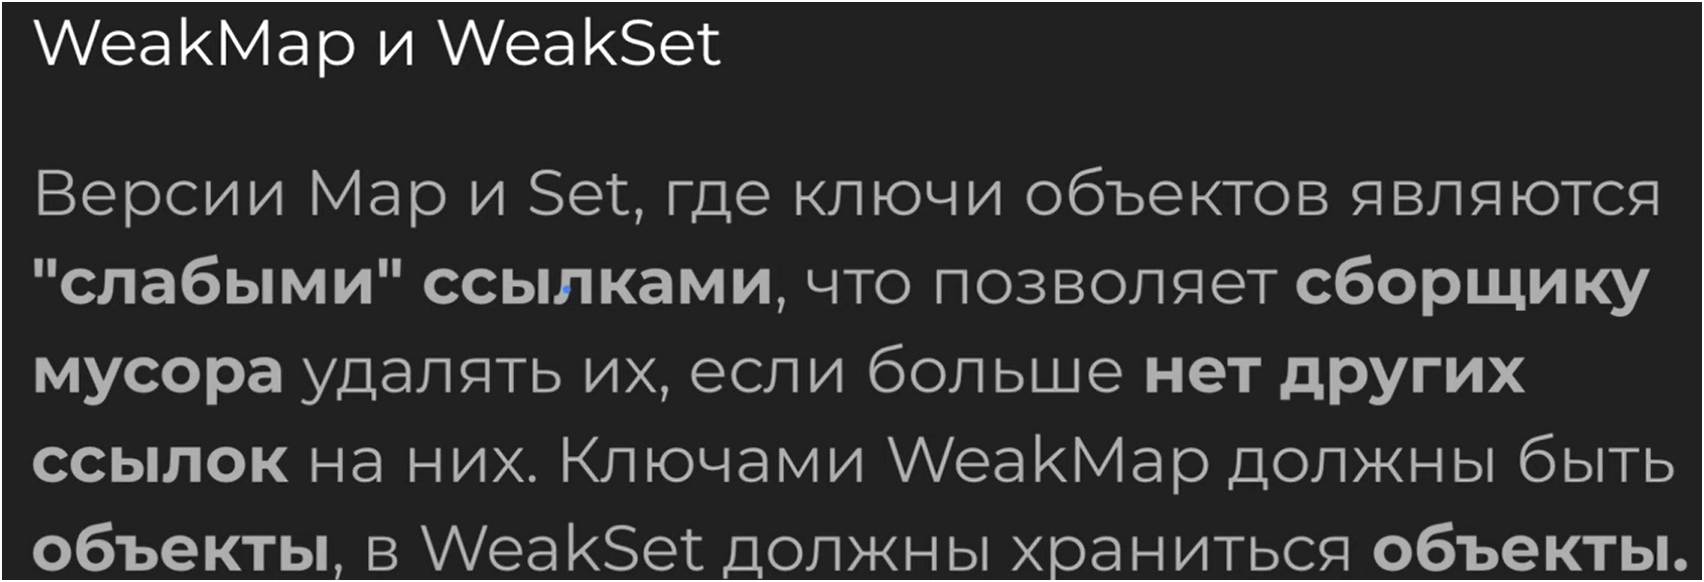 WeakMap и WeakSet
Версии Map и Set, где ключи объектов являются
"слабыми" ссылками, что позволяет сборщику
мусора удалять их, если больше нет других
ссылок на них. Ключами WeakMap должны быть
объекты, в WeakSet должны храниться объекты.